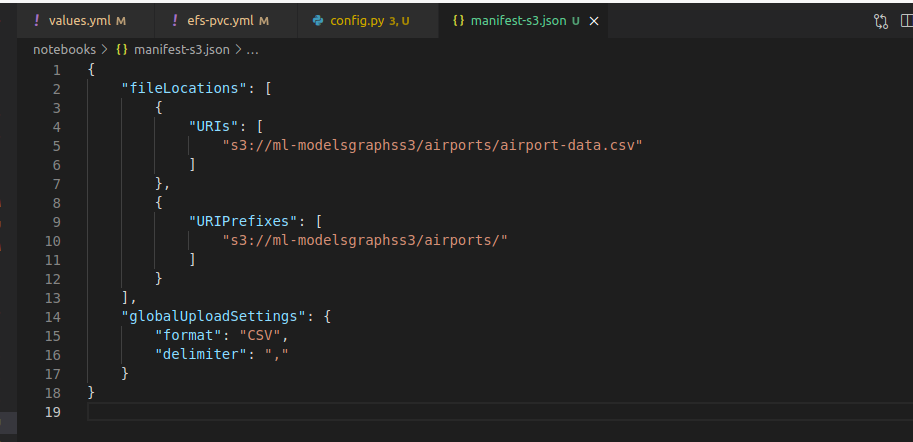 ! values.yml M ! efs-pvc.yml M config.py 3, U {} manifest-s3.json U ×
notebooks > {} manifest-s3.json > ...
1 {
2 "fileLocations": [
3 {
4 "URIs": [
5 "s3://ml-modelsgraphss3/airports/airport-data.csv"
6 ]
7 },
8 {
9 "URIPrefixes": [
10 "s3://ml-modelsgraphss3/airports/"
11 ]
12 }
13 ],
14 "globalUploadSettings": {
15 "format": "CSV",
16 "delimiter": ","
17 }
18 }
19